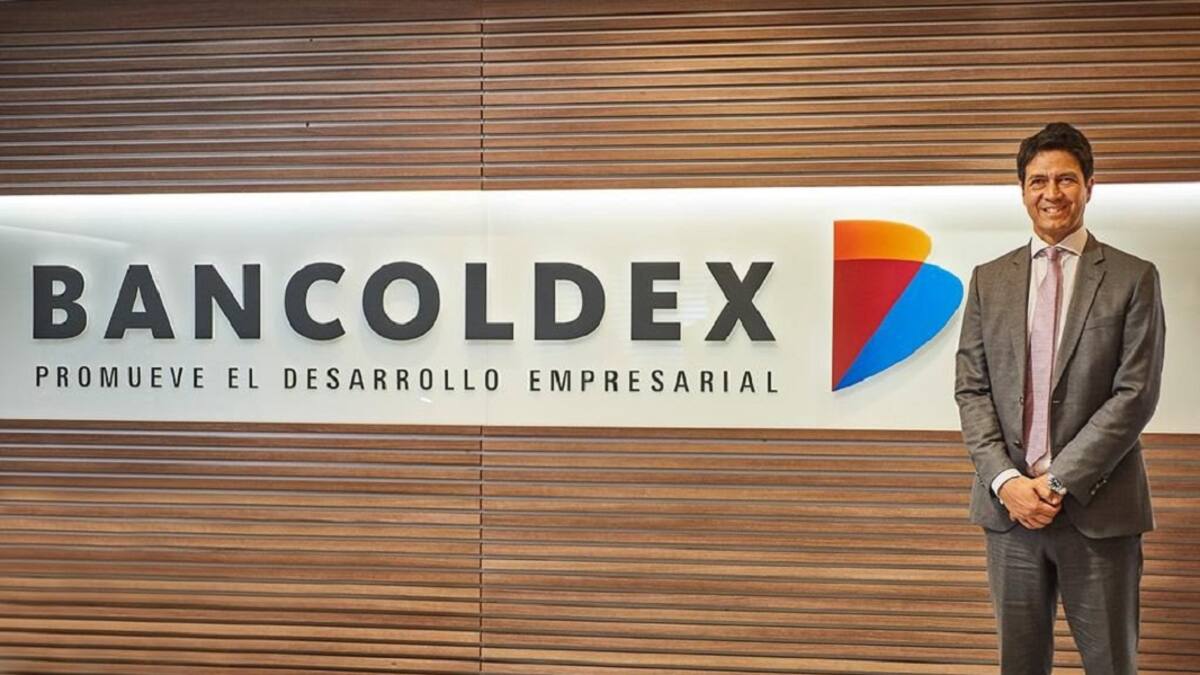 BANCOLDEX
PROMUEVE EL DESARROLLO EMPRESARIAL